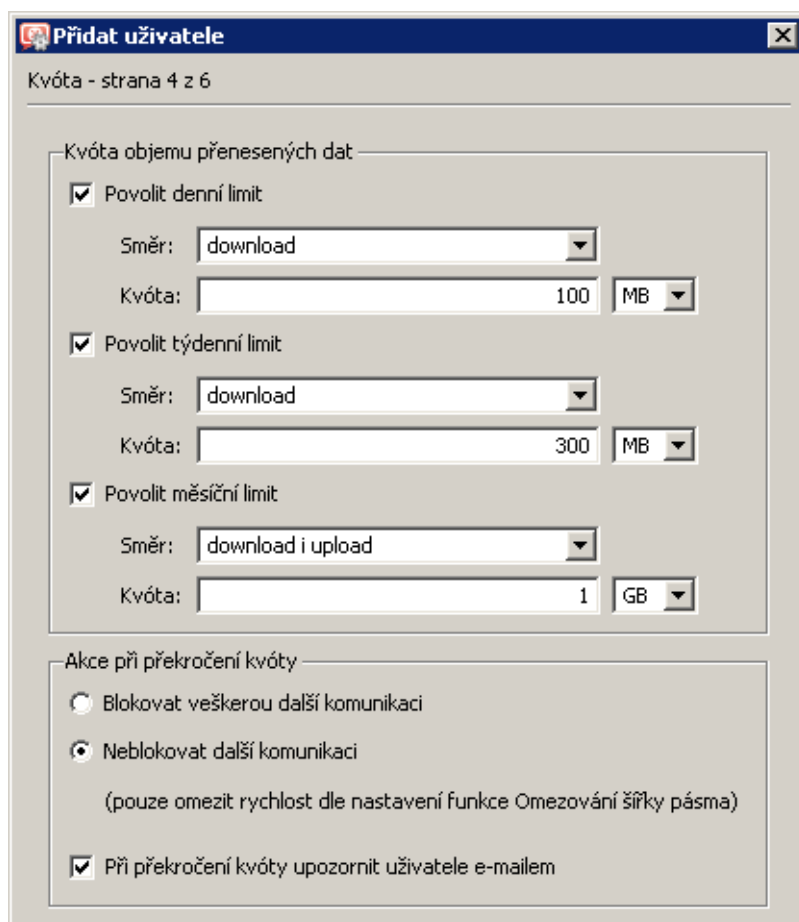 Přidat uživatele
Kvóta - strana 4 z 6
Kvóta objemu přenesených dat
Povolit denní limit
Směr: download
Kvóta: 100 MB
Povolit týdenní limit
Směr: download
Kvóta: 300 MB
Povolit měsíční limit
Směr: download i upload
Kvóta: 1 GB
Akce při překročení kvóty
Blokovat veškerou další komunikaci
Neblokovat další komunikaci
(pouze omezit rychlost dle nastavení funkce Omezování šířky pásma)
Při překročení kvóty upozornit uživatele e-mailem